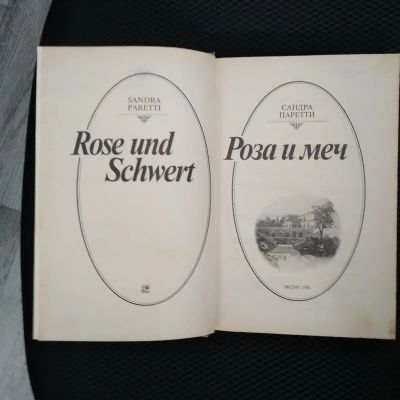 SANDRA
PARETTI
Rose und
Schwert
САНДРА
ПАРЕТТИ
Роза и меч